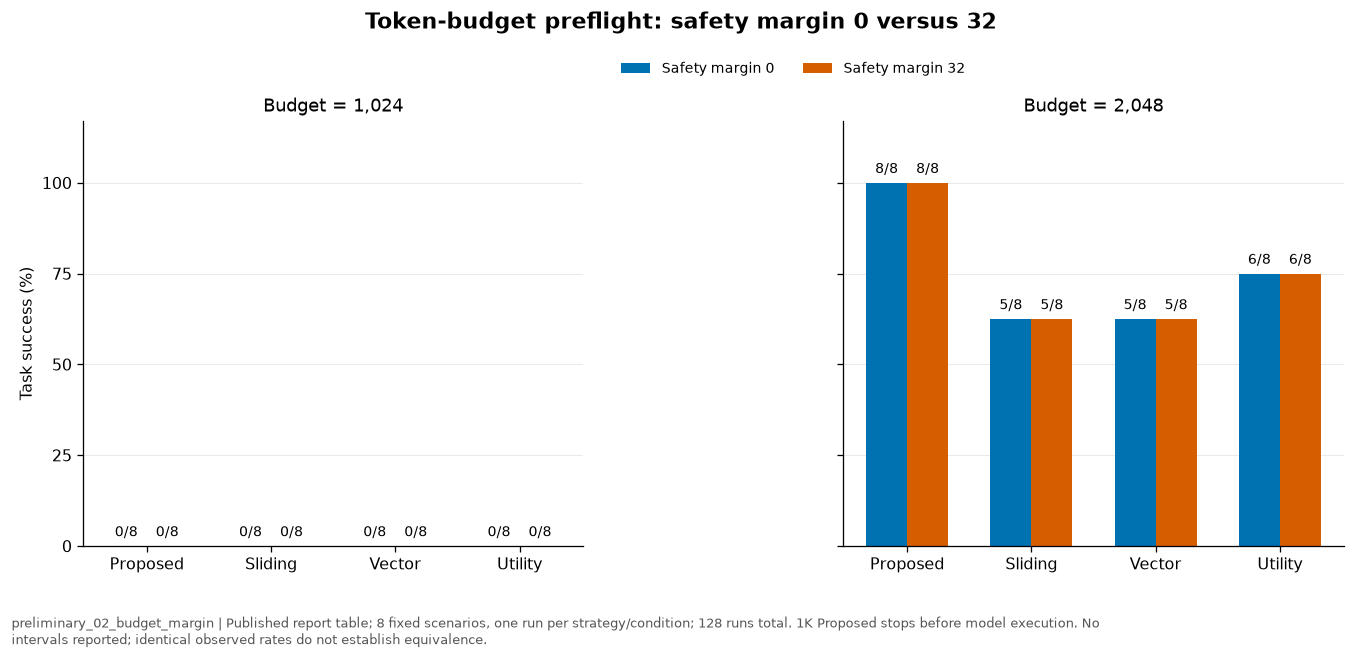 Token-budget preflight: safety margin 0 versus 32
Safety margin 0 Safety margin 32
Budget = 1,024
Task success (%)
100
75
50
25
0
0/8 0/8 0/8 0/8 0/8 0/8 0/8 0/8
Proposed Sliding Vector Utility
Budget = 2,048
8/8 8/8
5/8 5/8
5/8 5/8
6/8 6/8
Proposed Sliding Vector Utility
preliminary_02_budget_margin | Published report table; 8 fixed scenarios, one run per strategy/condition; 128 runs total. 1K Proposed stops before model execution. No
intervals reported; identical observed rates do not establish equivalence.